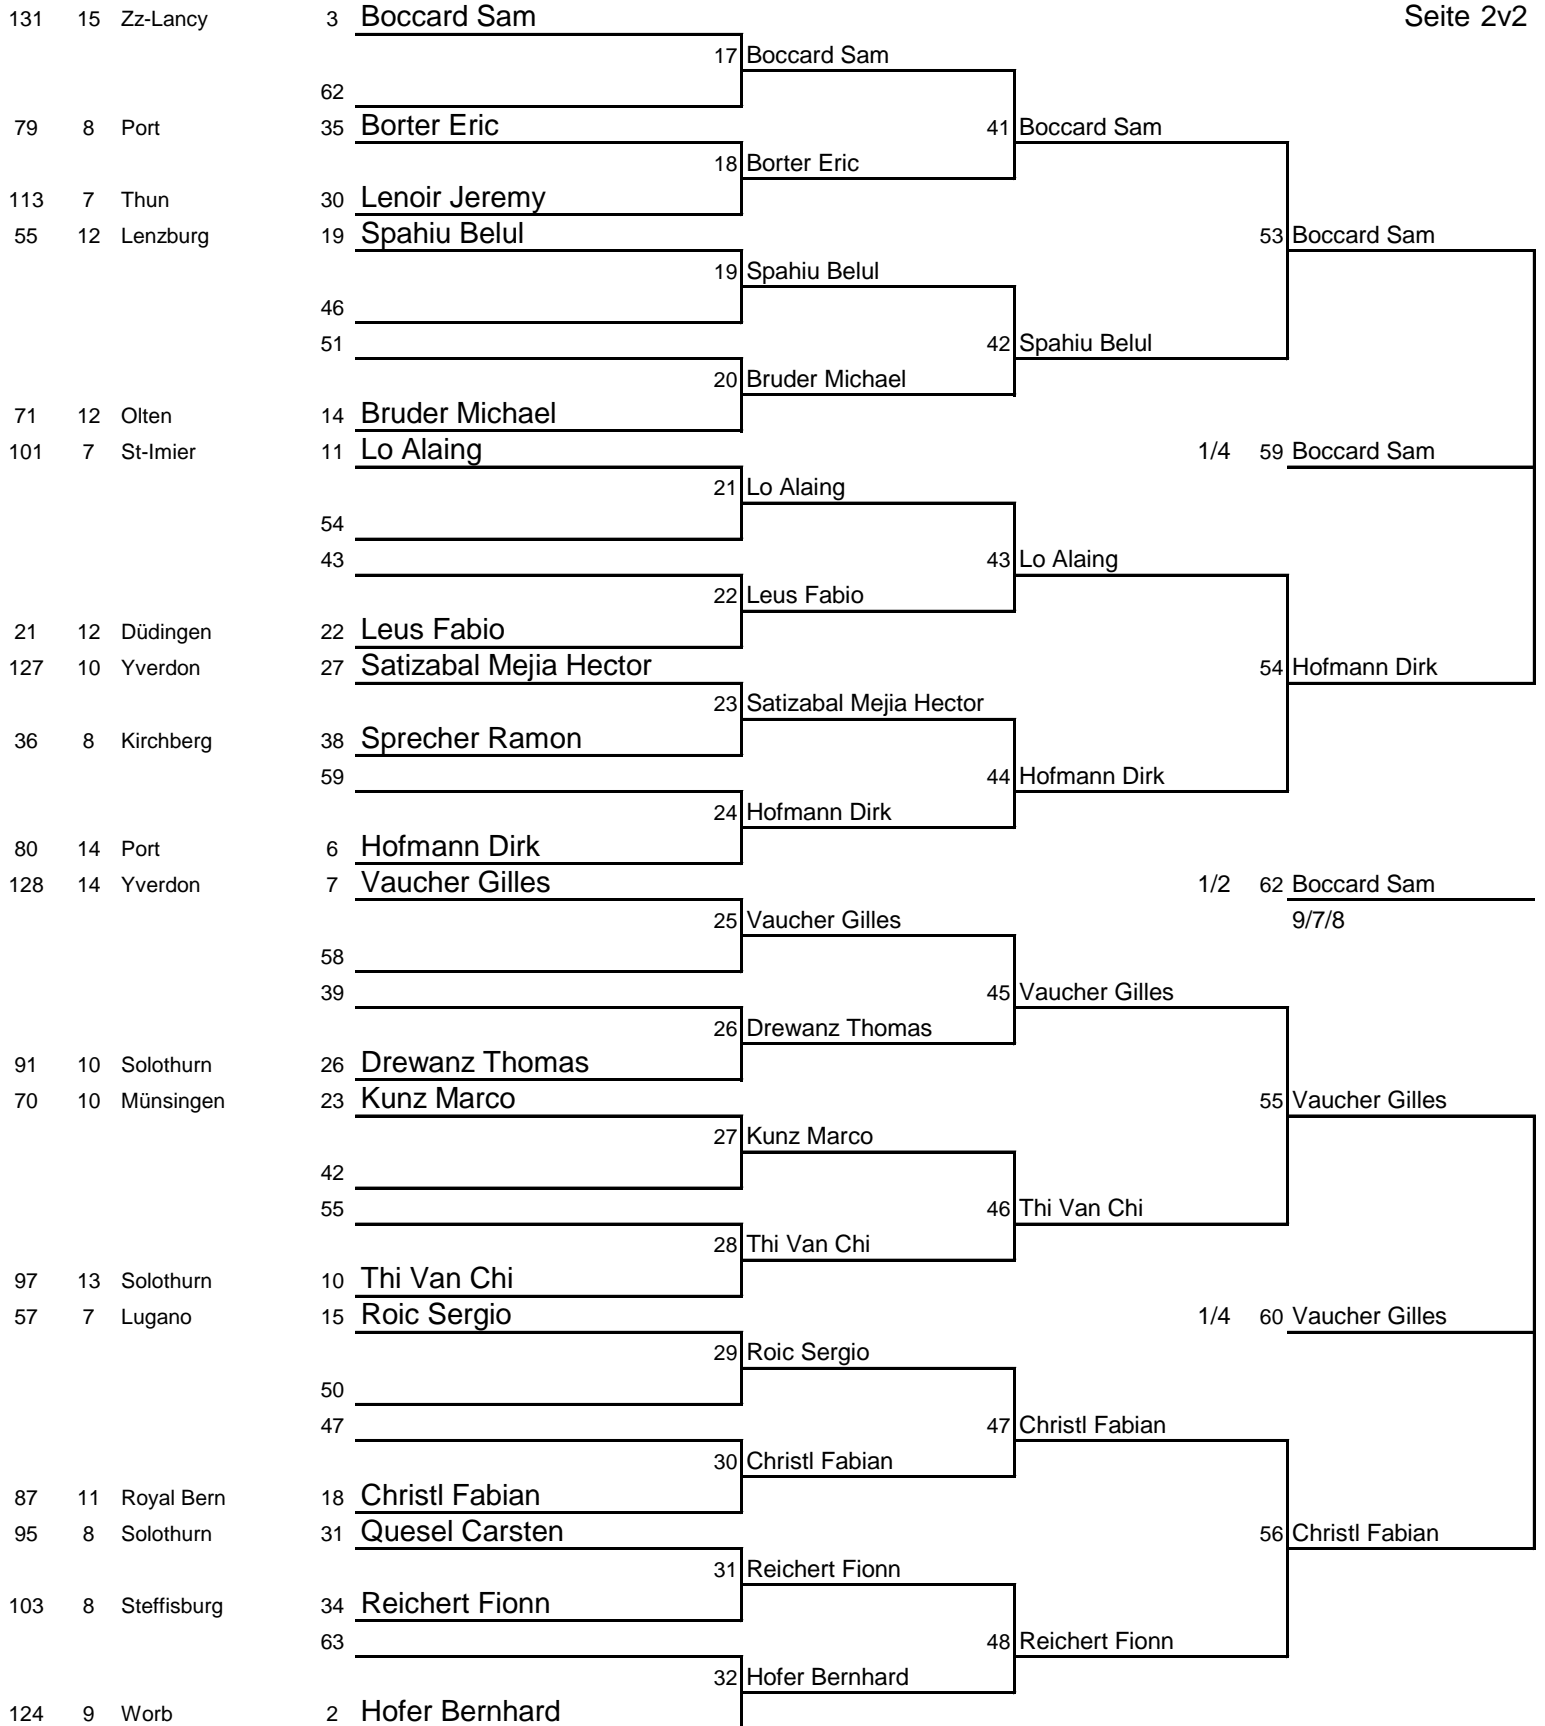 131 15 Zz-Lancy 3 Boccard Sam Seite 2v2
17 Boccard Sam
62
79 8 Port 35 Borter Eric 41 Boccard Sam
18 Borter Eric
113 7 Thun 30 Lenoir Jeremy
55 12 Lenzburg 19 Spahiu Belul 53 Boccard Sam
19 Spahiu Belul
46
51 42 Spahiu Belul
20 Bruder Michael
71 12 Olten 14 Bruder Michael
101 7 St-Imier 11 Lo Alaing 1/4 59 Boccard Sam
21 Lo Alaing
54
43 43 Lo Alaing
22 Leus Fabio
21 12 Düdingen 22 Leus Fabio
127 10 Yverdon 27 Satizabal Mejia Hector 54 Hofmann Dirk
23 Satizabal Mejia Hector
36 8 Kirchberg 38 Sprecher Ramon
59 44 Hofmann Dirk
24 Hofmann Dirk
80 14 Port 6 Hofmann Dirk
128 14 Yverdon 7 Vaucher Gilles 1/2 62 Boccard Sam
25 Vaucher Gilles 9/7/8
58
39 45 Vaucher Gilles
26 Drewanz Thomas
91 10 Solothurn 26 Drewanz Thomas
70 10 Münsingen 23 Kunz Marco 55 Vaucher Gilles
27 Kunz Marco
42
55 46 Thi Van Chi
28 Thi Van Chi
97 13 Solothurn 10 Thi Van Chi
57 7 Lugano 15 Roic Sergio 1/4 60 Vaucher Gilles
29 Roic Sergio
50
47 47 Christl Fabian
30 Christl Fabian
87 11 Royal Bern 18 Christl Fabian
95 8 Solothurn 31 Quesel Carsten 56 Christl Fabian
31 Reichert Fionn
103 8 Steffisburg 34 Reichert Fionn
63 48 Reichert Fionn
32 Hofer Bernhard
124 9 Worb 2 Hofer Bernhard